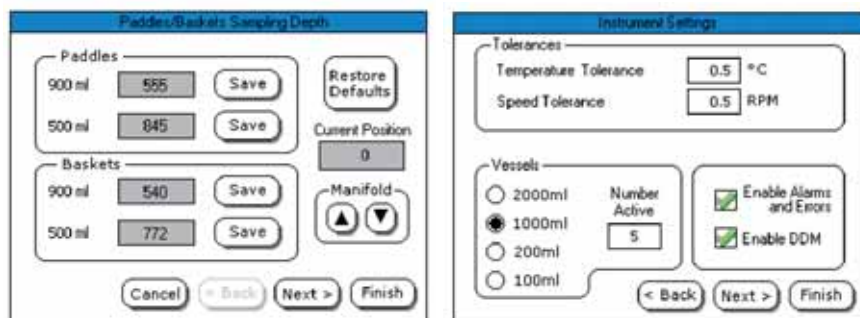 Paddles/Baskets Sampling Depth
Paddles
900 ml 555 Save
500 ml 845 Save
Restore
Defaults
Current Position
0
Baskets
900 ml 540 Save
500 ml 772 Save
Manifold
Cancel < Back Next > Finish
Instrument Settings
Tolerances
Temperature Tolerance 0.5 °C
Speed Tolerance 0.5 RPM
Vessels
2000ml
1000ml
200ml
100ml
Number
Active
5
Enable Alarms
and Errors
Enable DDM
< Back Next > Finish